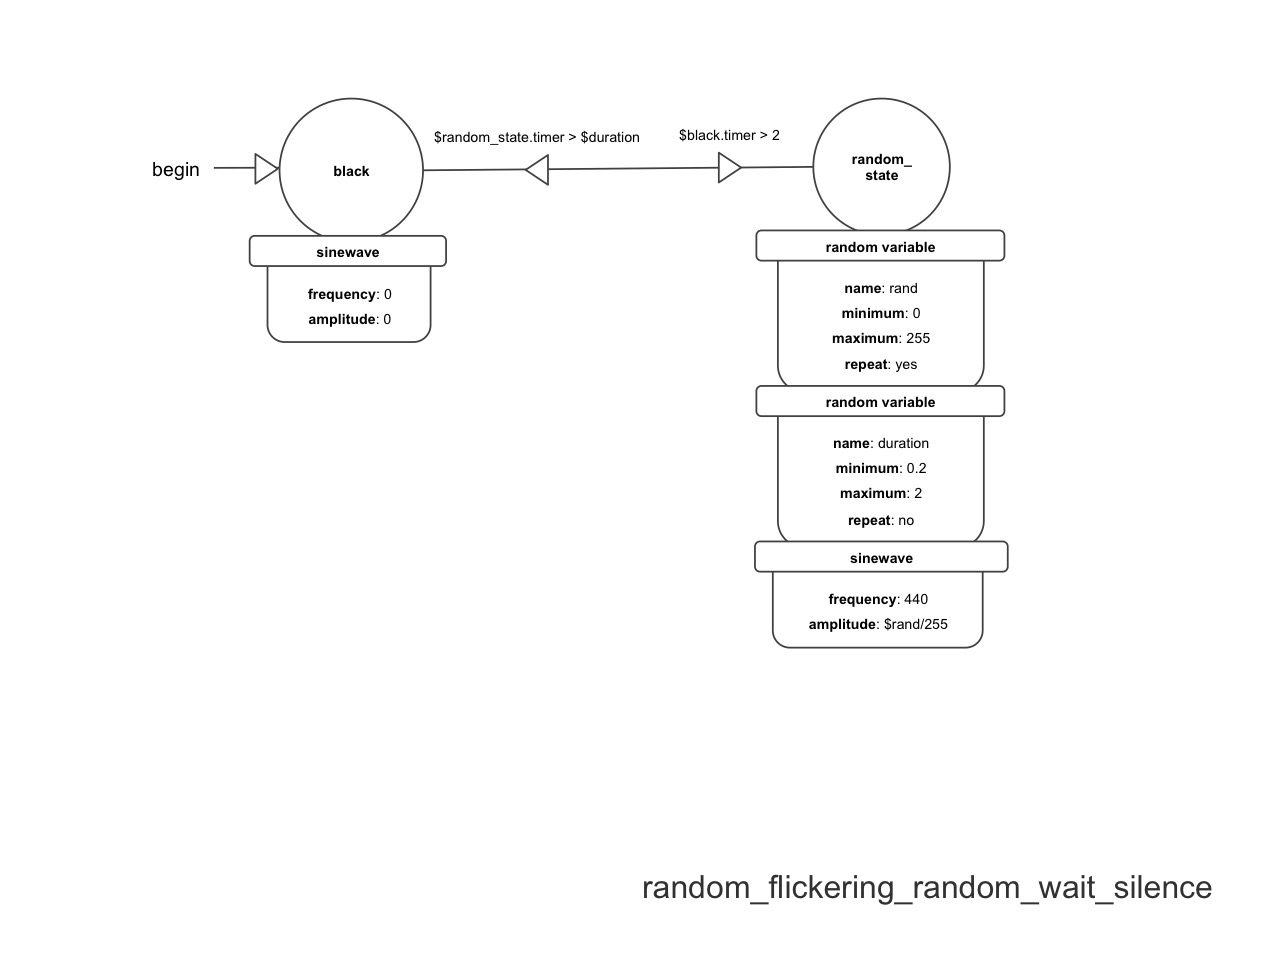 $random_state.timer > $duration
$black.timer > 2
begin
black
random_
state
sinewave
frequency: 0
amplitude: 0
random variable
name: rand
minimum: 0
maximum: 255
repeat: yes
random variable
name: duration
minimum: 0.2
maximum: 2
repeat: no
sinewave
frequency: 440
amplitude: $rand/255
random_flickering_random_wait_silence